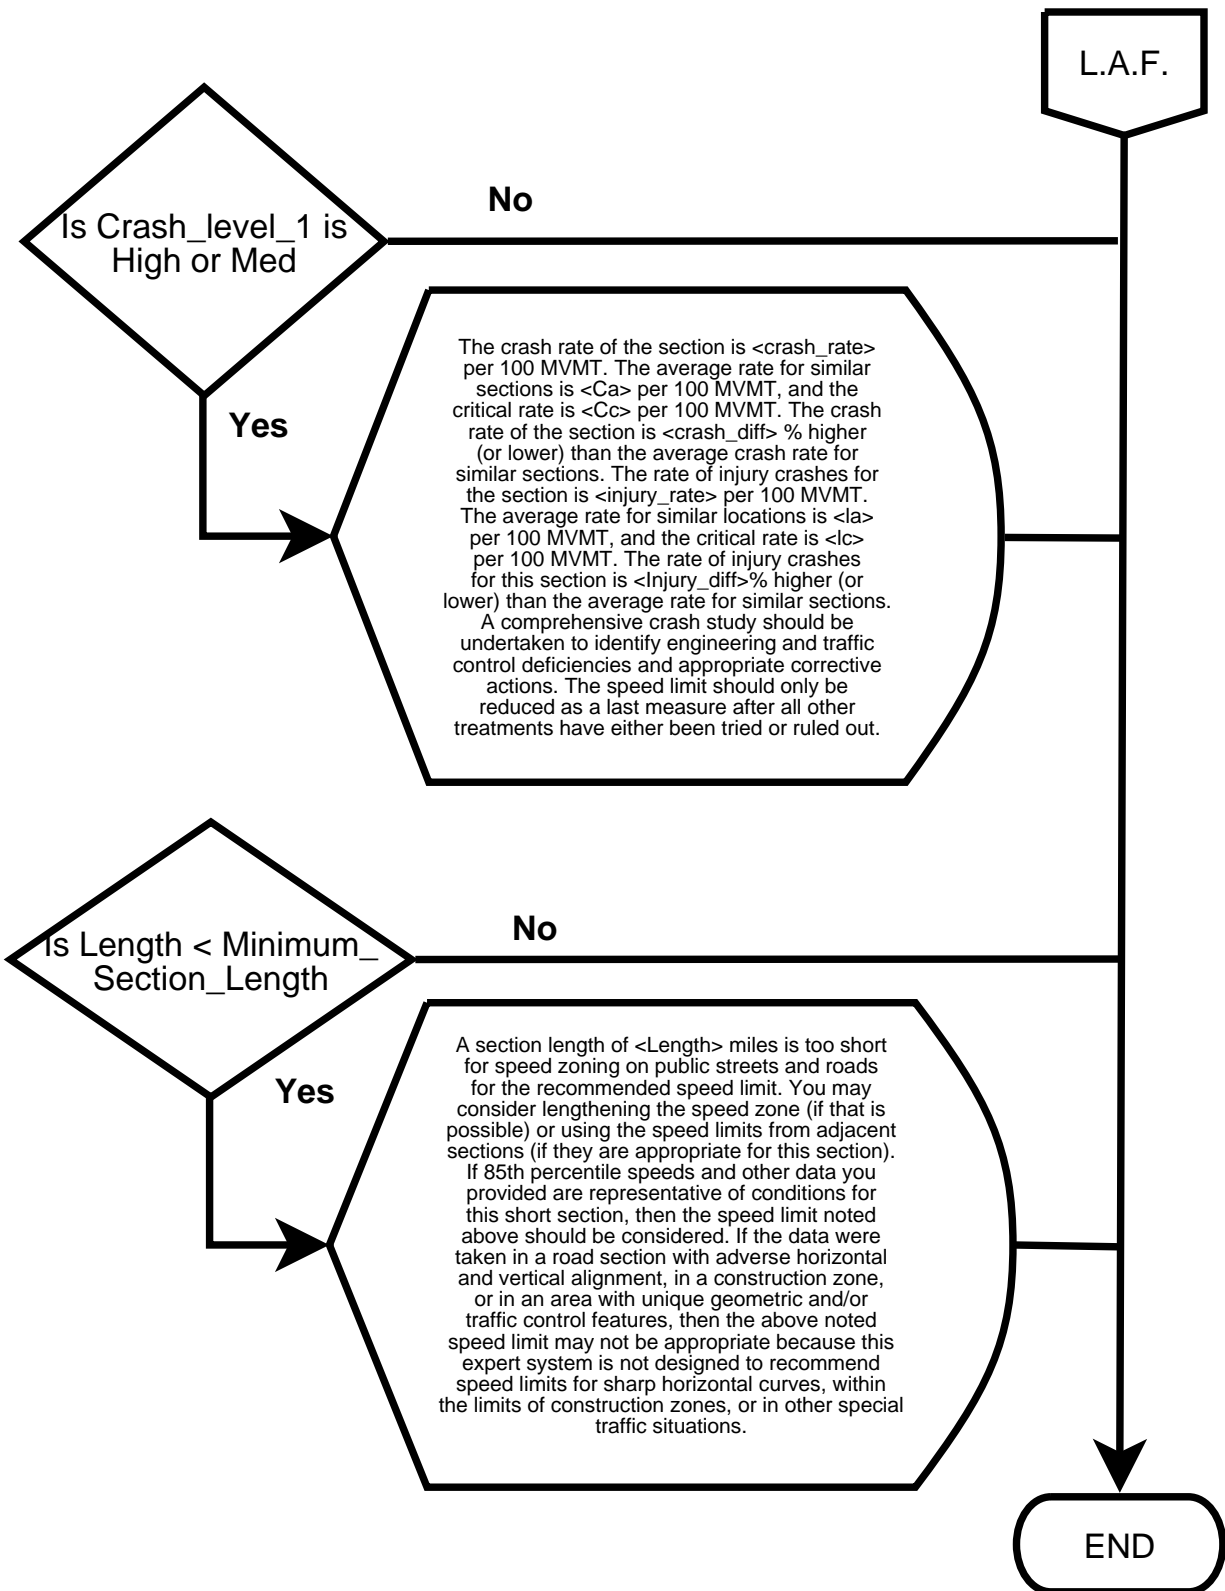 L.A.F.
No
Is Crash_level_1 is
High or Med
Yes
The crash rate of the section is <crash_rate>
per 100 MVMT. The average rate for similar
sections is <Ca> per 100 MVMT, and the
critical rate is <Cc> per 100 MVMT. The crash
rate of the section is <crash_diff> % higher
(or lower) than the average crash rate for
similar sections. The rate of injury crashes for
the section is <injury_rate> per 100 MVMT.
The average rate for similar locations is <Ia>
per 100 MVMT, and the critical rate is <Ic>
per 100 MVMT. The rate of injury crashes
for this section is <Injury_diff>% higher (or
lower) than the average rate for similar sections.
A comprehensive crash study should be
undertaken to identify engineering and traffic
control deficiencies and appropriate corrective
actions. The speed limit should only be
reduced as a last measure after all other
treatments have either been tried or ruled out.
No
Is Length < Minimum_
Section_Length
Yes
A section length of <Length> miles is too short
for speed zoning on public streets and roads
for the recommended speed limit. You may
consider lengthening the speed zone (if that is
possible) or using the speed limits from adjacent
sections (if they are appropriate for this section).
If 85th percentile speeds and other data you
provided are representative of conditions for
this short section, then the speed limit noted
above should be considered. If the data were
taken in a road section with adverse horizontal
and vertical alignment, in a construction zone,
or in an area with unique geometric and/or
traffic control features, then the above noted
speed limit may not be appropriate because this
expert system is not designed to recommend
speed limits for sharp horizontal curves, within
the limits of construction zones, or in other special
traffic situations.
END